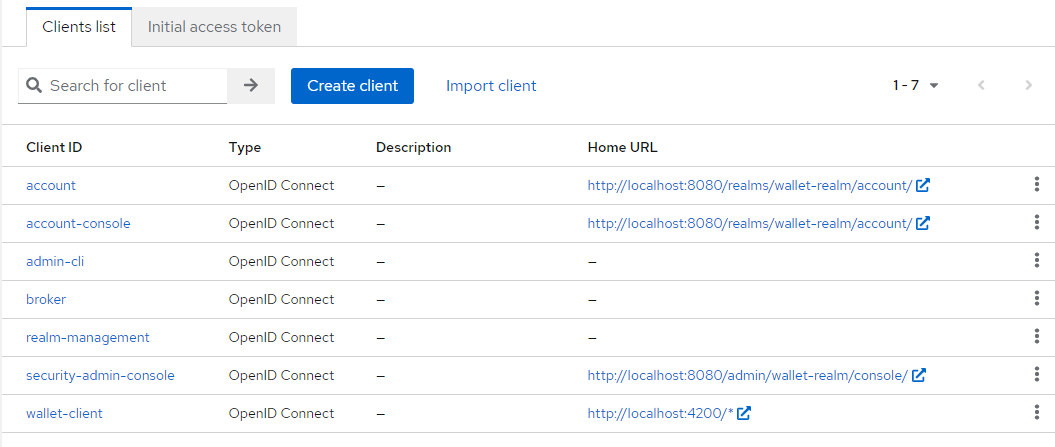 Clients list Initial access token
Search for client Create client Import client 1 - 7
Client ID Type Description Home URL
account OpenID Connect – http://localhost:8080/realms/wallet-realm/account/
account-console OpenID Connect – http://localhost:8080/realms/wallet-realm/account/
admin-cli OpenID Connect – –
broker OpenID Connect – –
realm-management OpenID Connect – –
security-admin-console OpenID Connect – http://localhost:8080/admin/wallet-realm/console/
wallet-client OpenID Connect – http://localhost:4200/*